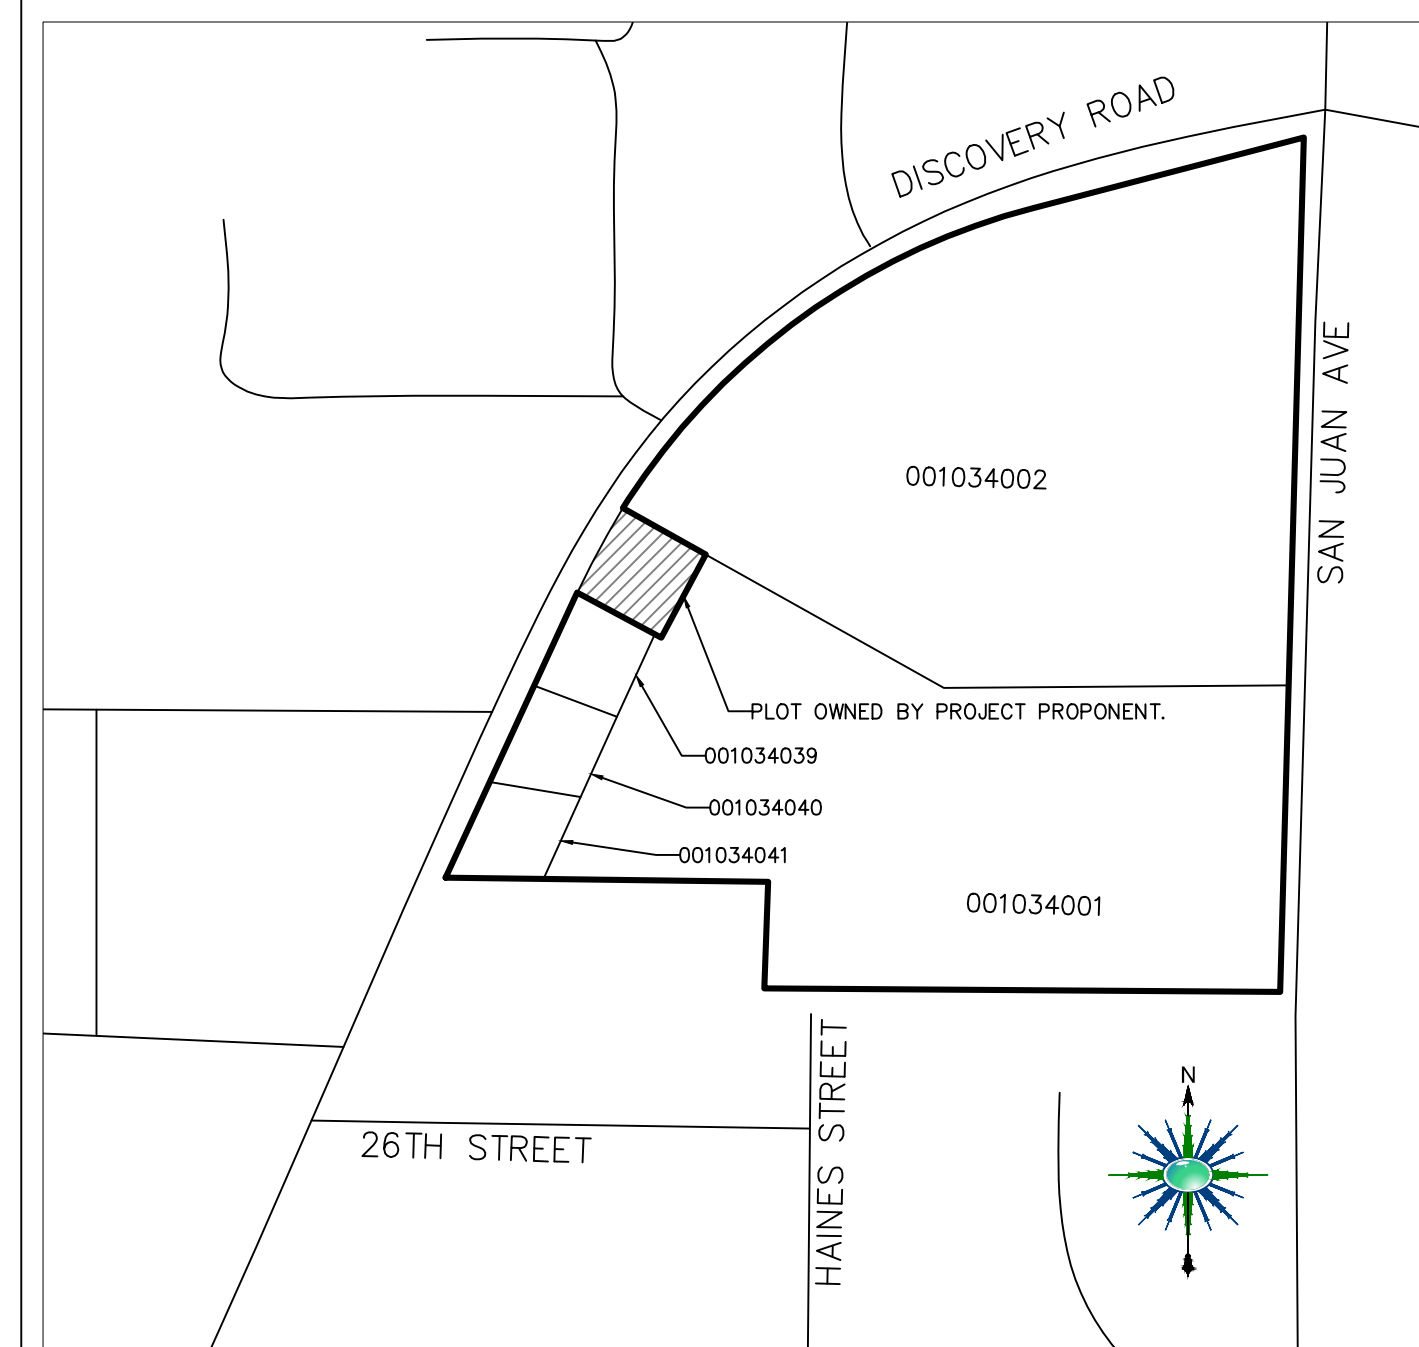 DISCOVERY ROAD
SAN JUAN AVE
001034002
PLOT OWNED BY PROJECT PROPONENT.
001034039
001034040
001034041
001034001
HAINES STREET
N
26TH STREET